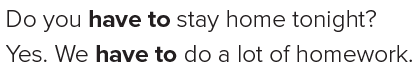 Do you have to stay home tonight?
Yes. We have to do a lot of homework.